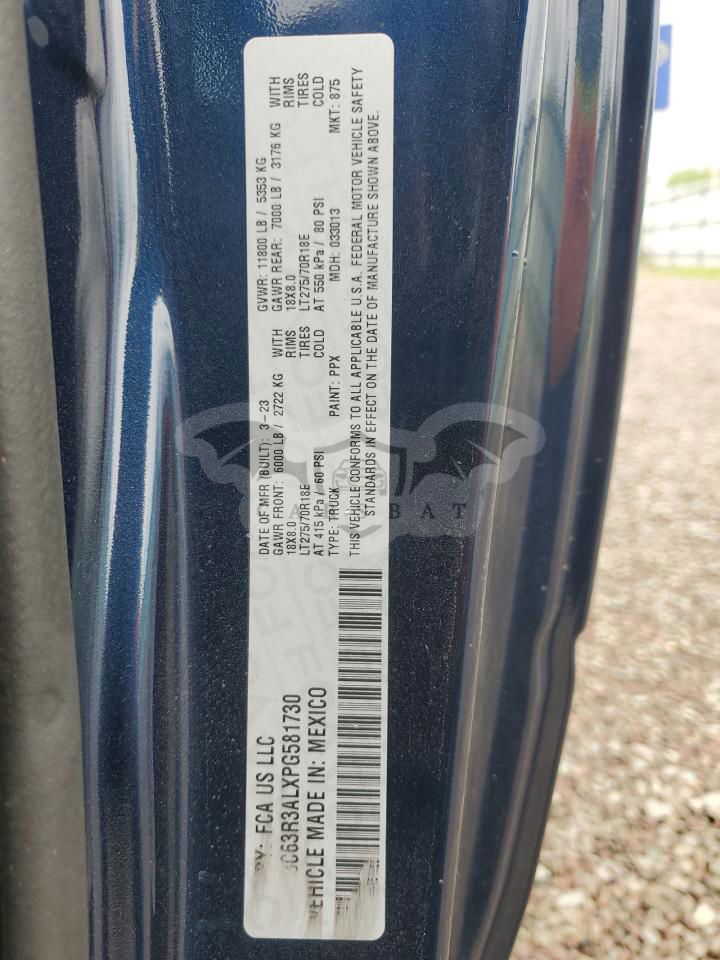 BY: FCA US LLC
C63R3ALXPG581730
VEHICLE MADE IN: MEXICO
DATE OF MFR (BUILT): 3-23 GVWR: 11800 LB / 5353 KG
GAWR FRONT: 6000 LB / 2722 KG WITH GAWR REAR: 7000 LB / 3176 KG WITH
18X8.0 RIMS 18X8.0 RIMS
LT275/70R18E TIRES LT275/70R18E TIRES
AT 415 kPa / 60 PSI COLD AT 550 kPa / 80 PSI COLD
TYPE: TRUCK PAINT: PPX MDH: 033013 MKT: 875
THIS VEHICLE CONFORMS TO ALL APPLICABLE U.S.A. FEDERAL MOTOR VEHICLE SAFETY
STANDARDS IN EFFECT ON THE DATE OF MANUFACTURE SHOWN ABOVE.